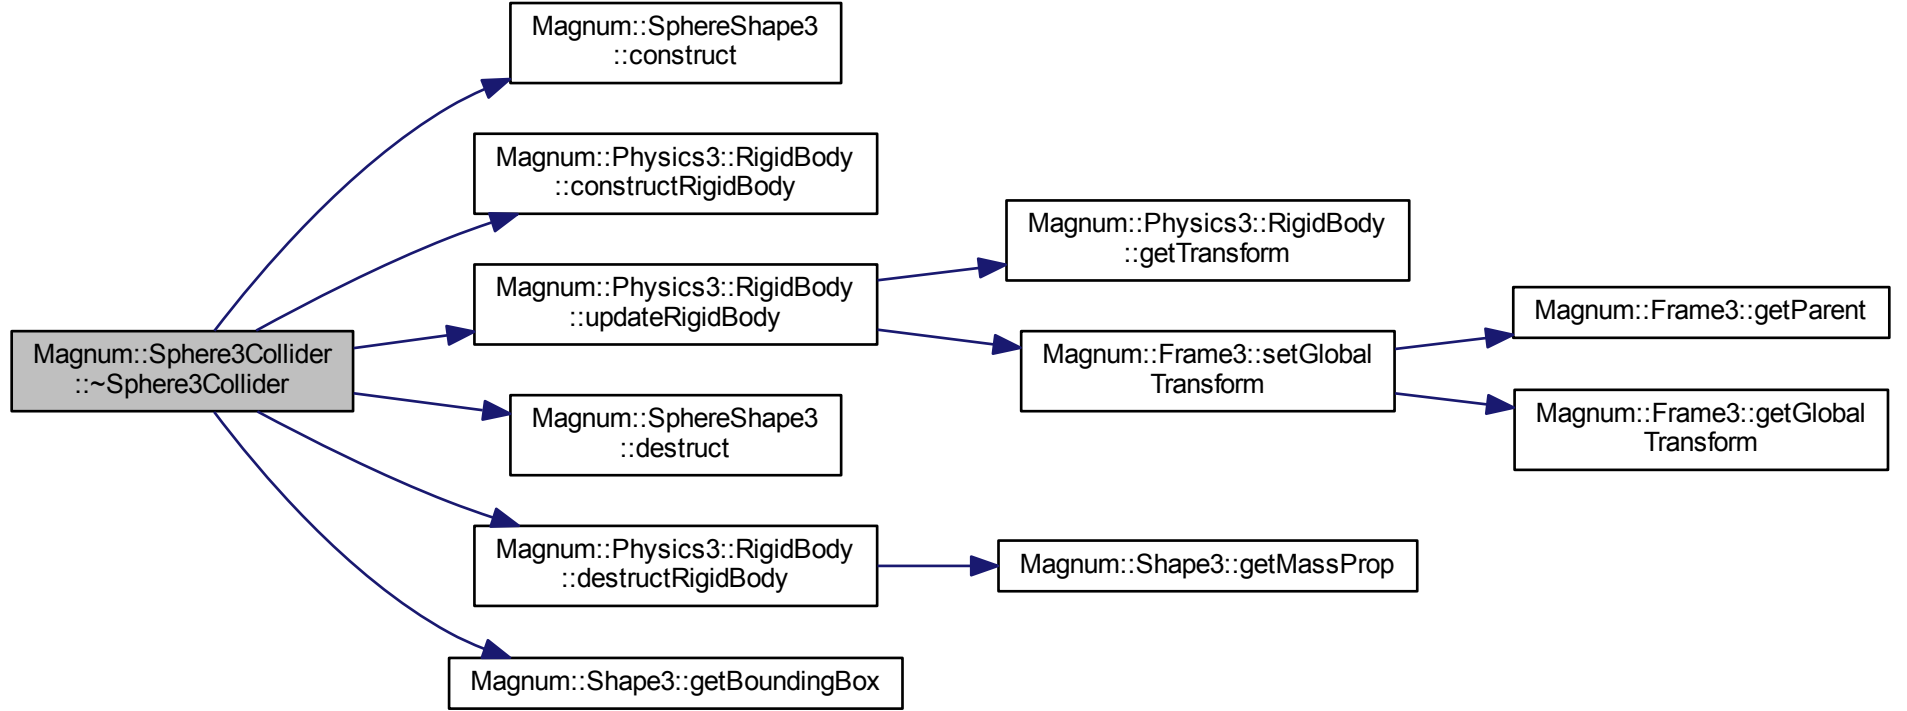 Magnum::SphereShape3
::construct
Magnum::Physics3::RigidBody
::constructRigidBody
Magnum::Physics3::RigidBody
::getTransform
Magnum::Physics3::RigidBody
::updateRigidBody
Magnum::Frame3::getParent
Magnum::Sphere3Collider
::~Sphere3Collider
Magnum::Frame3::setGlobal
Transform
Magnum::SphereShape3
::destruct
Magnum::Frame3::getGlobal
Transform
Magnum::Physics3::RigidBody
::destructRigidBody
Magnum::Shape3::getMassProp
Magnum::Shape3::getBoundingBox